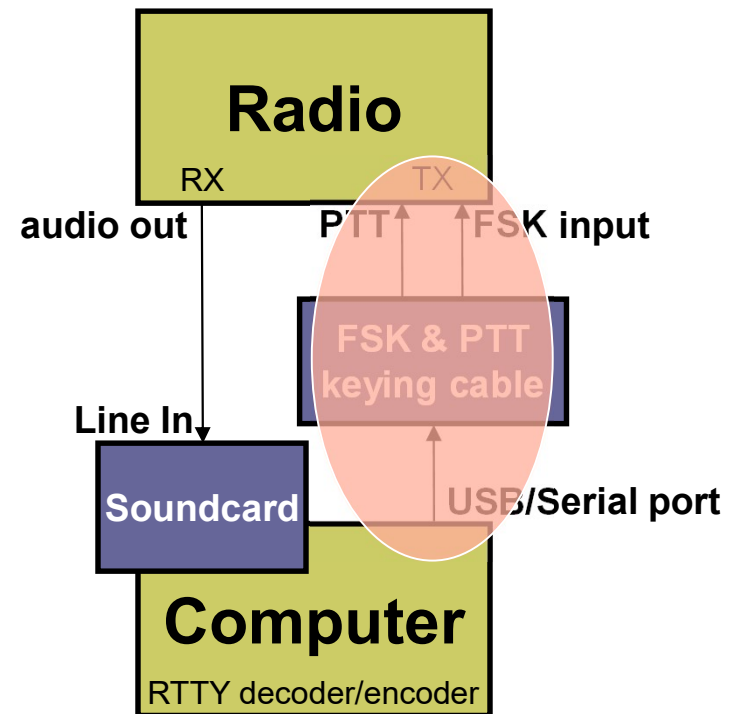 Radio
RX
TX
audio out
PTT
FSK input
FSK & PTT
keying cable
Line In
Soundcard
USB/Serial port
Computer
RTTY decoder/encoder